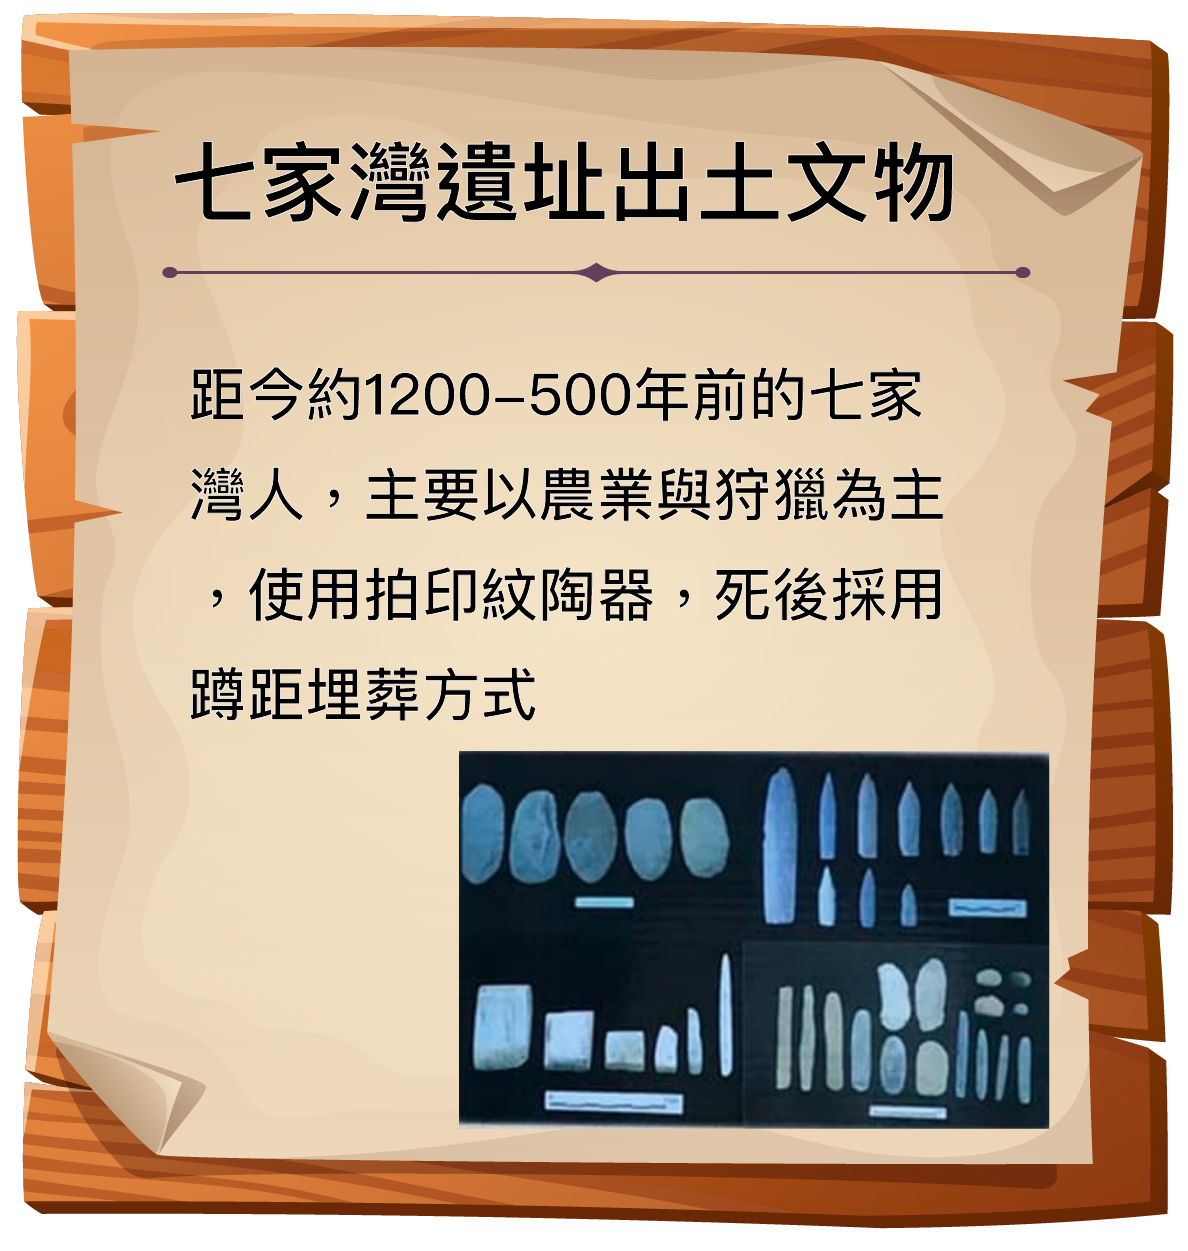 七家灣遺址出土文物
距今約1200–500年前的七家
灣人，主要以農業與狩獵為主
，使用拍印紋陶器，死後採用
蹲距埋葬方式